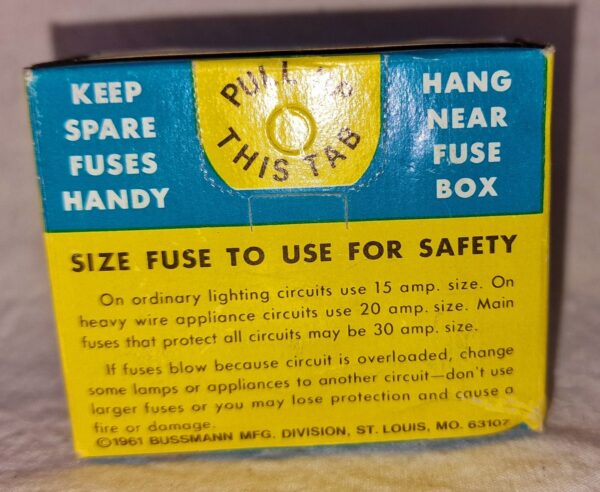 KEEP
SPARE
FUSES
HANDY
PULL UP
THIS TAB
HANG
NEAR
FUSE
BOX
SIZE FUSE TO USE FOR SAFETY
On ordinary lighting circuits use 15 amp. size. On
heavy wire appliance circuits use 20 amp. size. Main
fuses that protect all circuits may be 30 amp. size.
If fuses blow because circuit is overloaded, change
some lamps or appliances to another circuit—don't use
larger fuses or you may lose protection and cause a
fire or damage.
©1961 BUSSMANN MFG. DIVISION, ST. LOUIS, MO. 63107